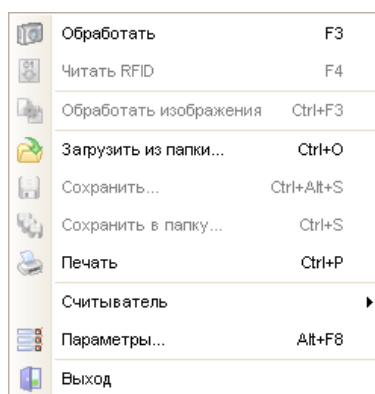 Обработать F3
Читать RFID F4
Обработать изображения Ctrl+F3
Загрузить из папки... Ctrl+O
Сохранить... Ctrl+Alt+S
Сохранить в папку... Ctrl+S
Печать Ctrl+P
Считыватель
Параметры... Alt+F8
Выход